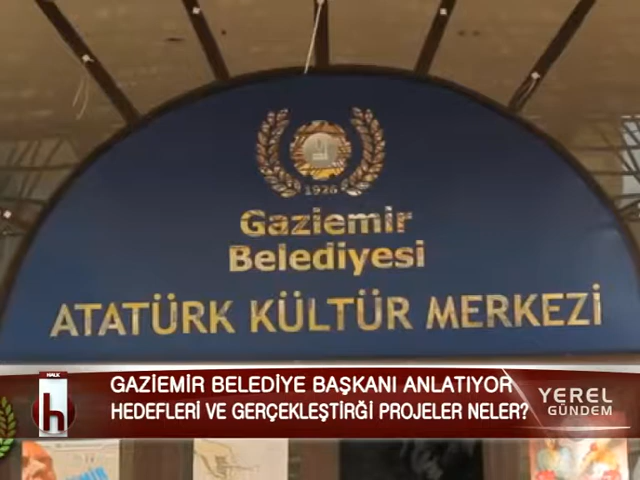 1926
Gaziemir
Belediyesi
ATATÜRK KÜLTÜR MERKEZİ
HALK
h
GAZİEMİR BELEDİYE BAŞKANI ANLATIYOR
HEDEFLERİ VE GERÇEKLEŞTİRĞİ PROJELER NELER?
YEREL
GÜNDEM